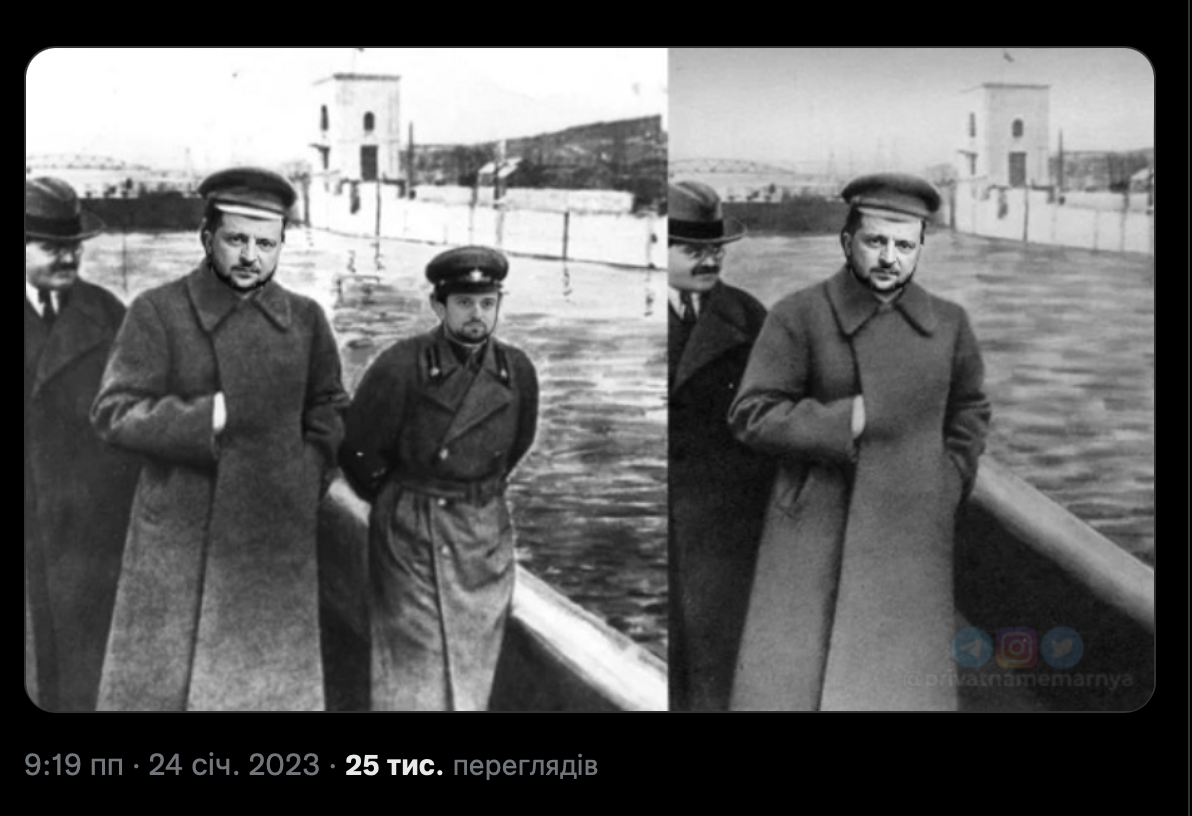 @privatnamemarnya
9:19 пп · 24 січ. 2023 · 25 тис. переглядів